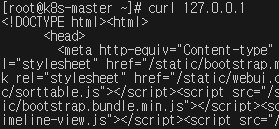 [root@k8s-master ~]# curl 127.0.0.1
<!DOCTYPE html><html>
<head>
<meta http-equiv="Content-type"
l="stylesheet" href="/static/bootstrap.m
k rel="stylesheet" href="/static/webui.c
c/sorttable.js"></script><script src="/s
ic/bootstrap.bundle.min.js"></script><sc
imeline-view.js"></script><script src="/